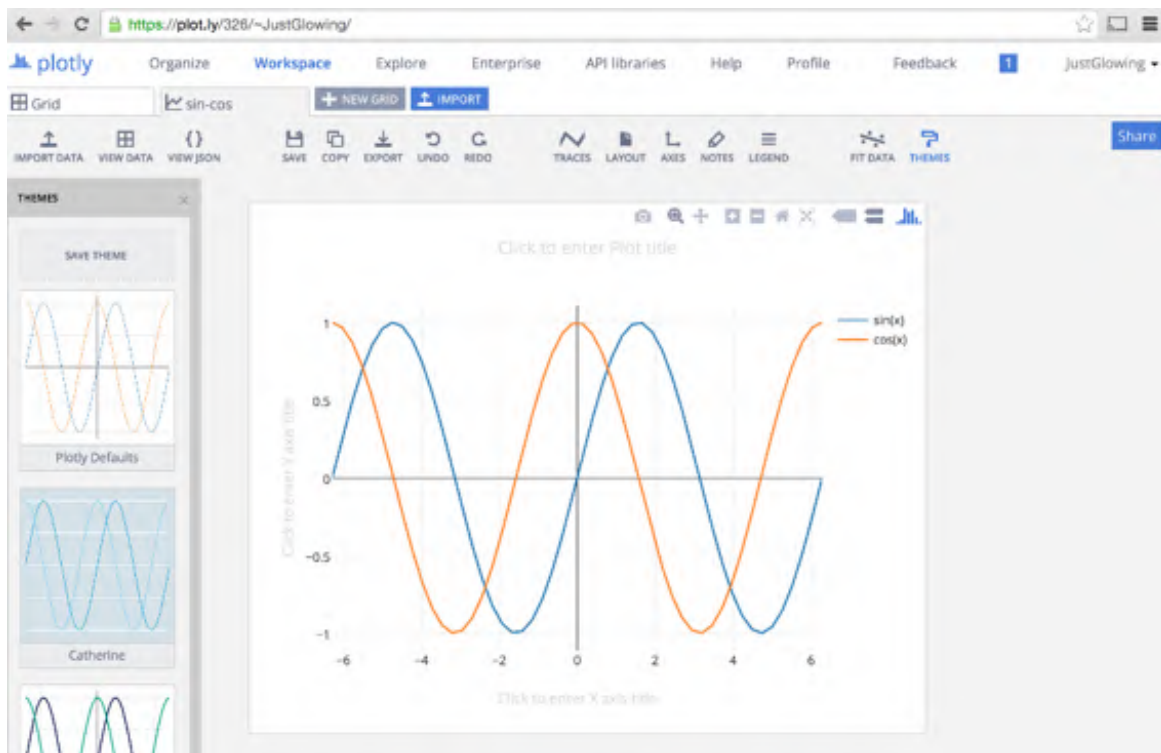 https://plot.ly/326/~JustGlowing/
plotly Organize Workspace Explore Enterprise API libraries Help Profile Feedback 1 JustGlowing
Grid sin-cos NEW GRID IMPORT
IMPORT DATA VIEW DATA VIEW JSON SAVE COPY EXPORT UNDO REDO TRACES LAYOUT AXES NOTES LEGEND FIT DATA THEMES Share
THEMES ×
SAVE THEME
Plotly Defaults
Catherine
Click to enter Plot title
sin(x)
cos(x)
Click to enter Y axis title
1
0.5
0
−0.5
−1
−6 −4 −2 0 2 4 6
Click to enter X axis title